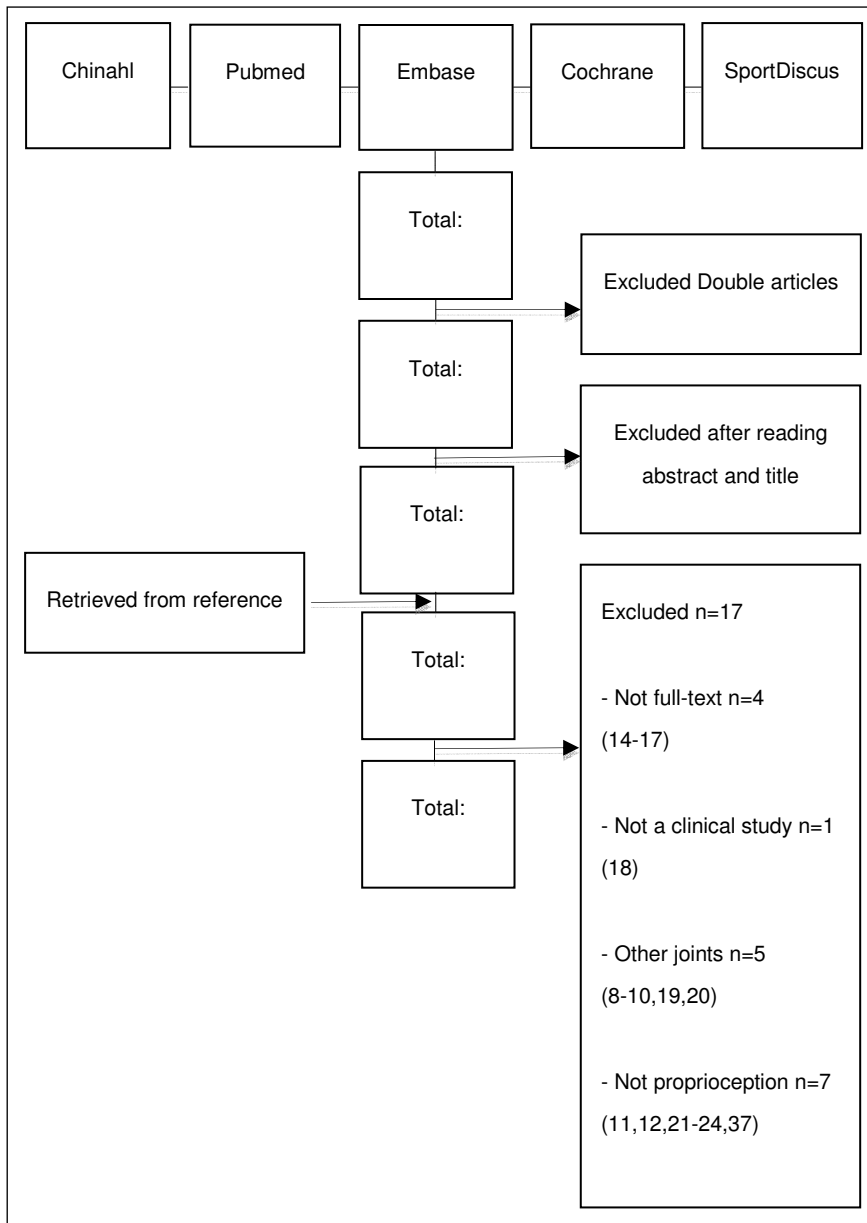 Chinahl
Pubmed
Embase
Cochrane
SportDiscus
Total:
Excluded Double articles
Total:
Excluded after reading
abstract and title
Total:
Retrieved from reference
Total:
Excluded n=17
- Not full-text n=4
(14-17)
- Not a clinical study n=1
(18)
- Other joints n=5
(8-10,19,20)
- Not proprioception n=7
(11,12,21-24,37)
Total: